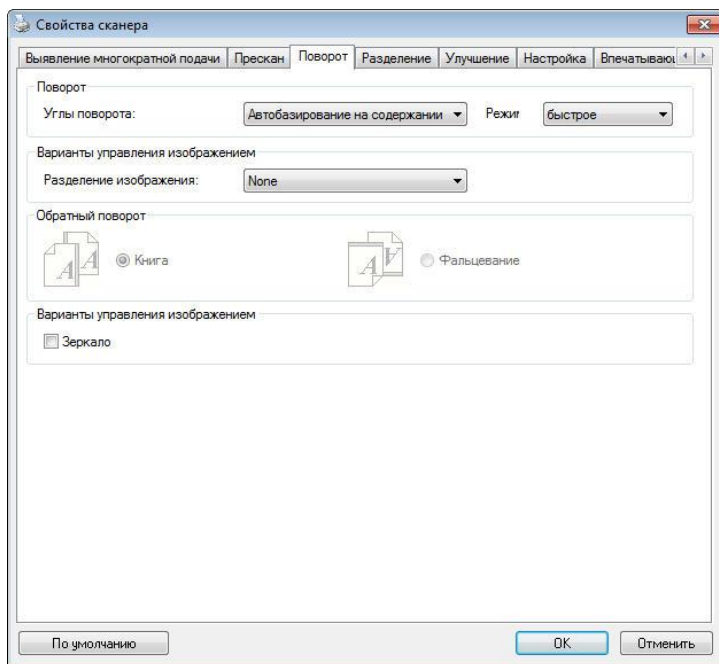 Свойства сканера
Выявление многократной подачи Прескан Поворот Разделение Улучшение Настройка Впечатываюц
Поворот
Углы поворота: Автобазирование на содержании Режи быстрое
Варианты управления изображением
Разделение изображения: None
Обратный поворот
A A Книга A A Фальцевание
Варианты управления изображением
Зеркало
По умолчанию OK Отменить